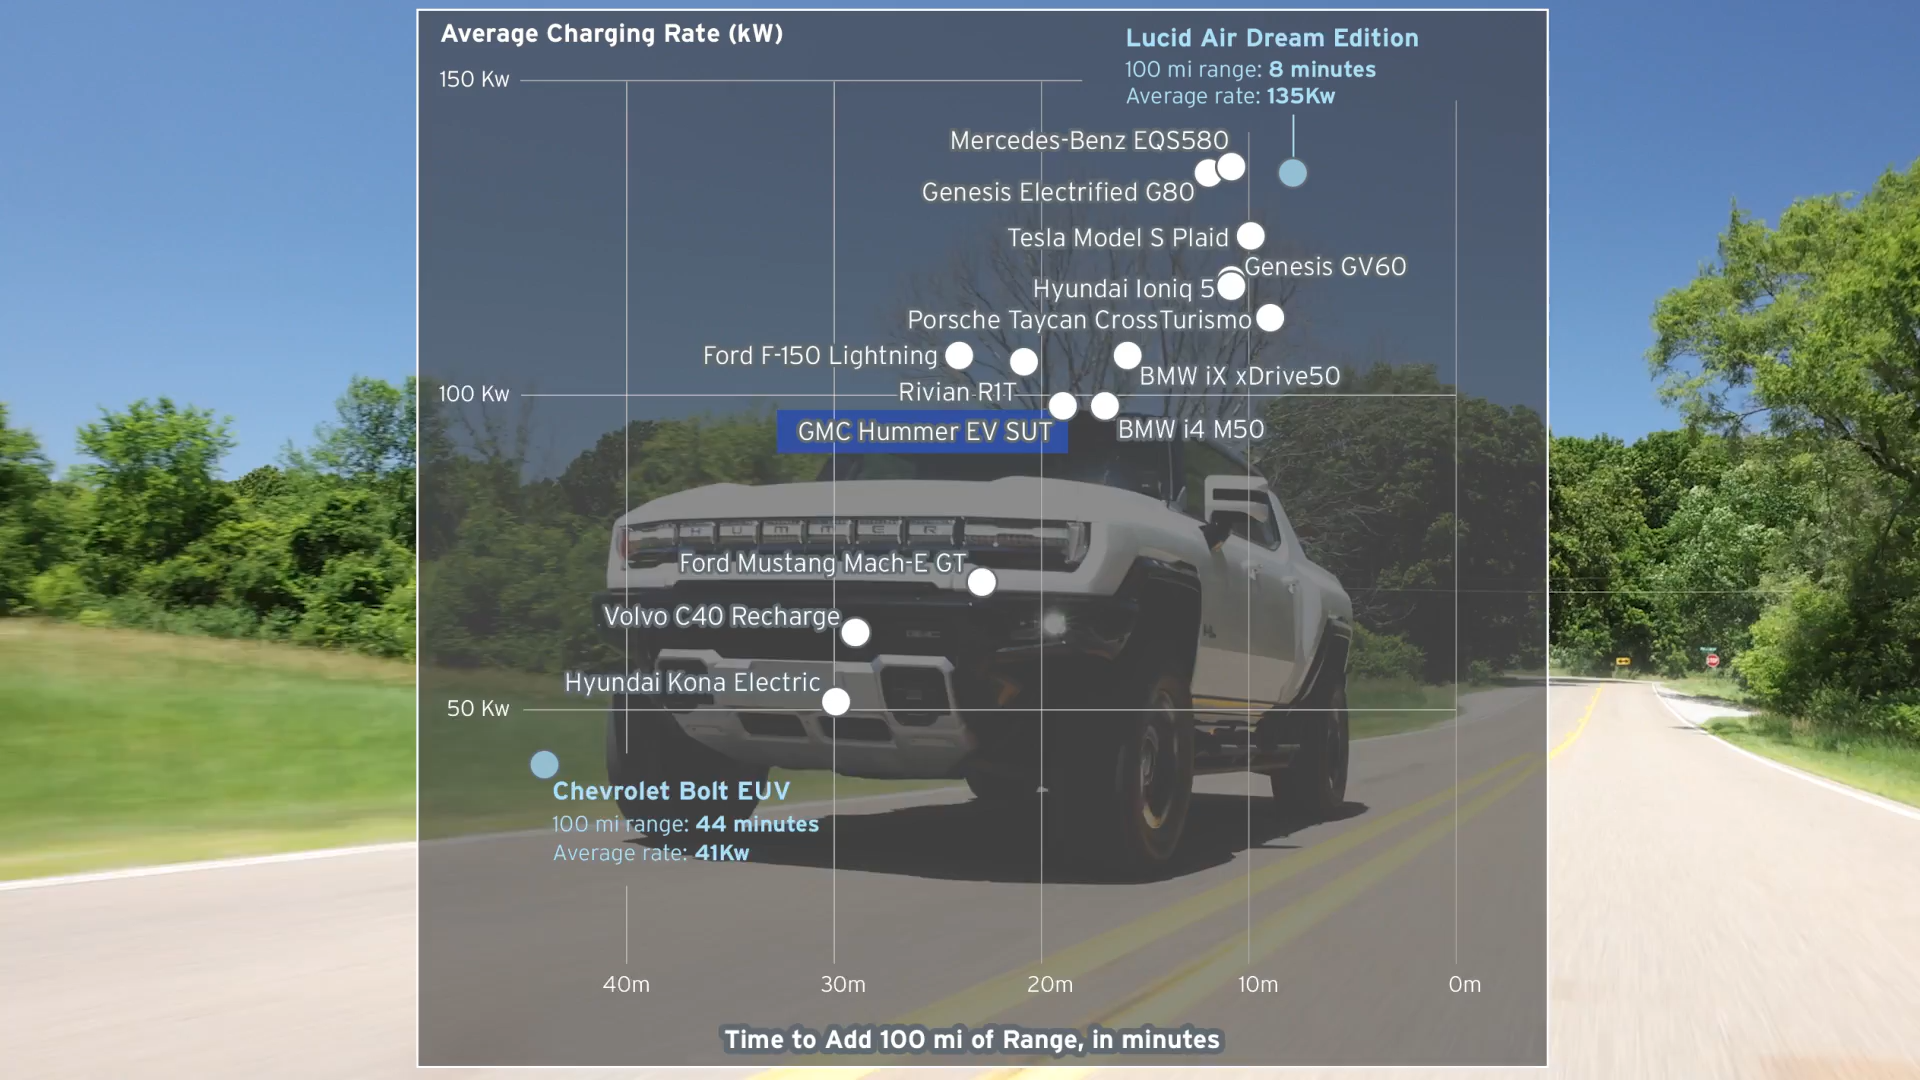 Average Charging Rate (kW)
Lucid Air Dream Edition
100 mi range: 8 minutes
Average rate: 135Kw
150 Kw
Mercedes-Benz EQS580
Genesis Electrified G80
Tesla Model S Plaid
Genesis GV60
Hyundai Ioniq 5
Porsche Taycan CrossTurismo
Ford F-150 Lightning
BMW iX xDrive50
Rivian R1T
100 Kw
GMC Hummer EV SUT
BMW i4 M50
HUMMER
Ford Mustang Mach-E GT
Volvo C40 Recharge
GMC
Hyundai Kona Electric
50 Kw
Chevrolet Bolt EUV
100 mi range: 44 minutes
Average rate: 41Kw
40m
30m
20m
10m
0m
Time to Add 100 mi of Range, in minutes